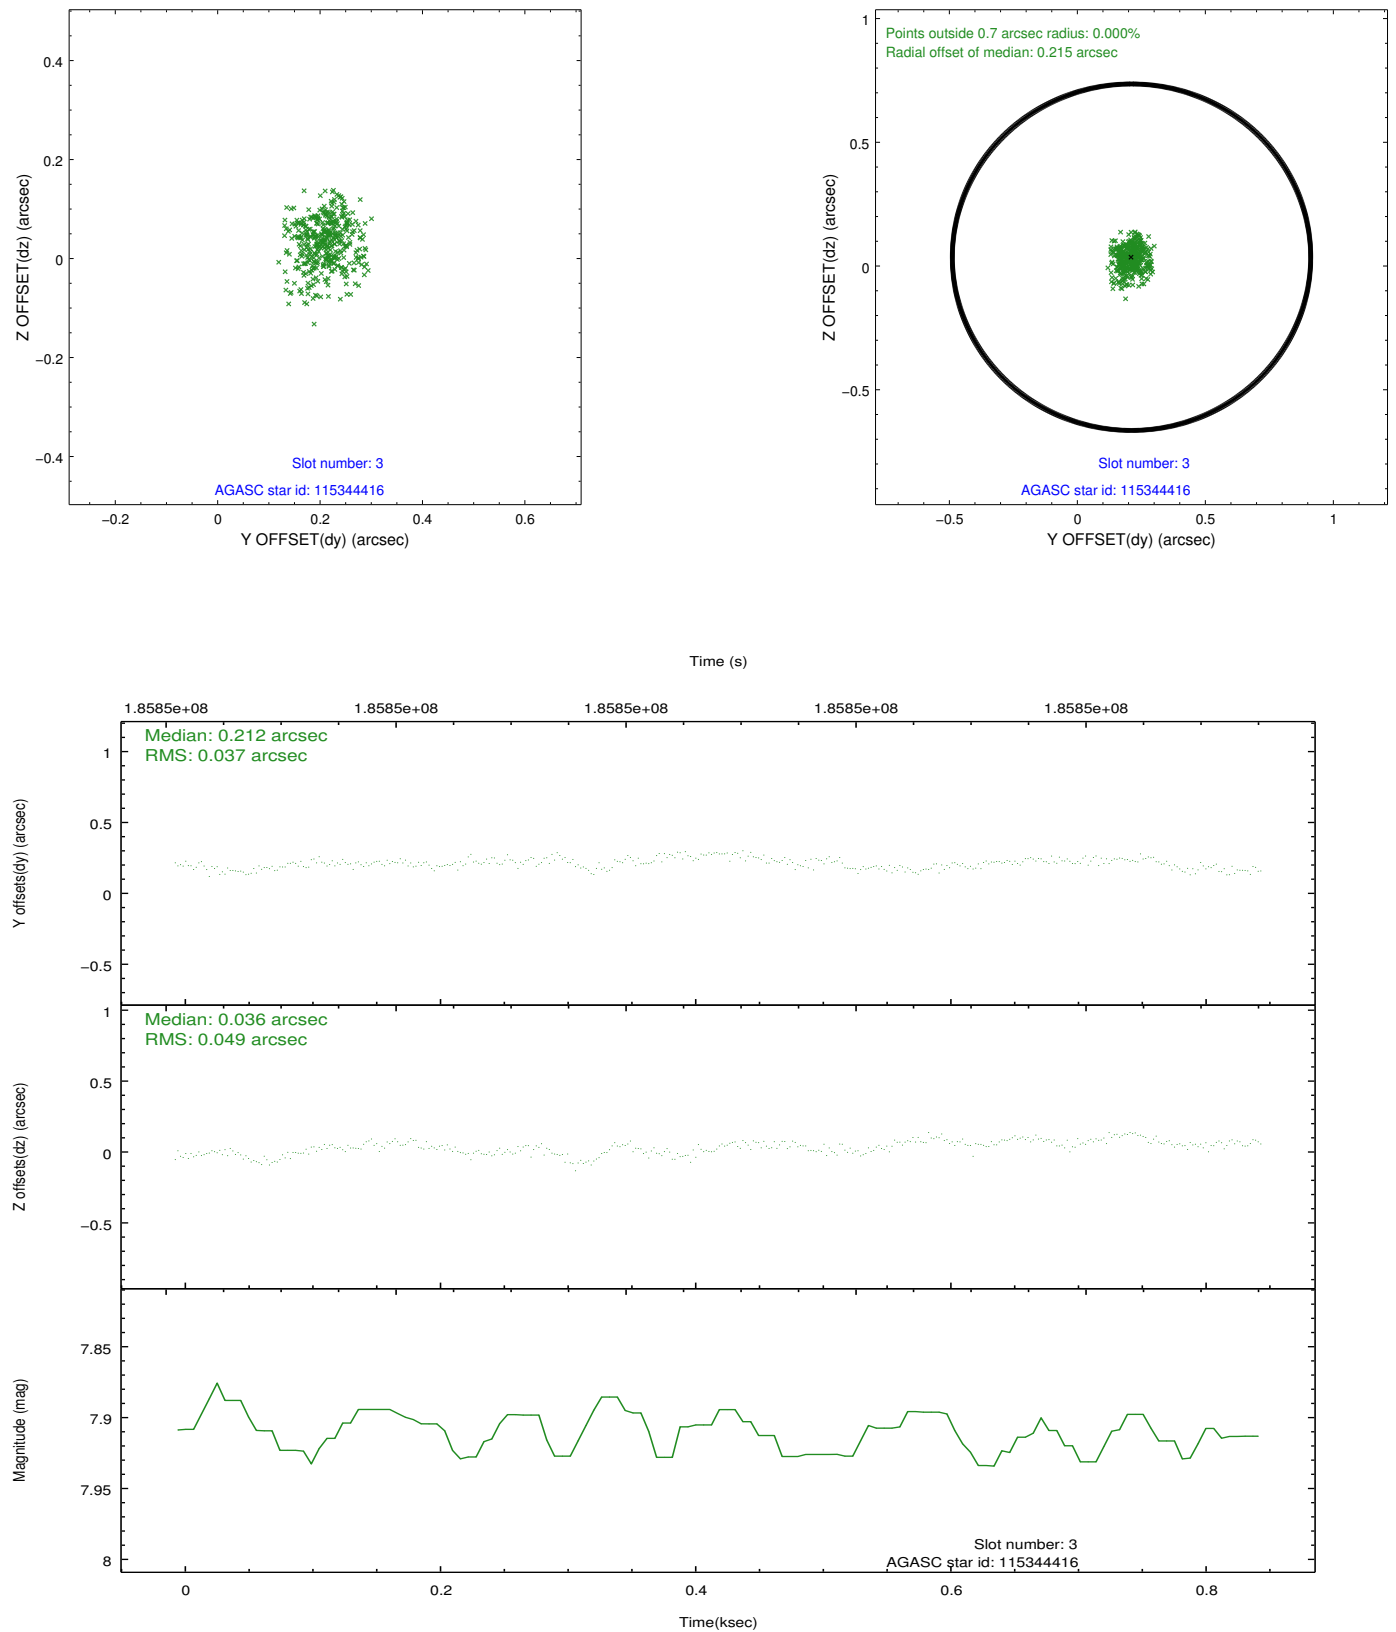 0.4
0.2
0
−0.2
−0.4
Z OFFSET(dz) (arcsec)
Slot number: 3
AGASC star id: 115344416
−0.2 0 0.2 0.4 0.6
Y OFFSET(dy) (arcsec)
Points outside 0.7 arcsec radius: 0.000%
Radial offset of median: 0.215 arcsec
1
0.5
0
−0.5
Z OFFSET(dz) (arcsec)
Slot number: 3
AGASC star id: 115344416
−0.5 0 0.5 1
Y OFFSET(dy) (arcsec)
Time (s)
1.8585e+08 1.8585e+08 1.8585e+08 1.8585e+08 1.8585e+08
Median: 0.212 arcsec
RMS: 0.037 arcsec
1
0.5
0
−0.5
Y offsets(dy) (arcsec)
Median: 0.036 arcsec
RMS: 0.049 arcsec
1
0.5
0
−0.5
Z offsets(dz) (arcsec)
7.85
7.9
7.95
8
Magnitude (mag)
Slot number: 3
AGASC star id: 115344416
0 0.2 0.4 0.6 0.8
Time(ksec)